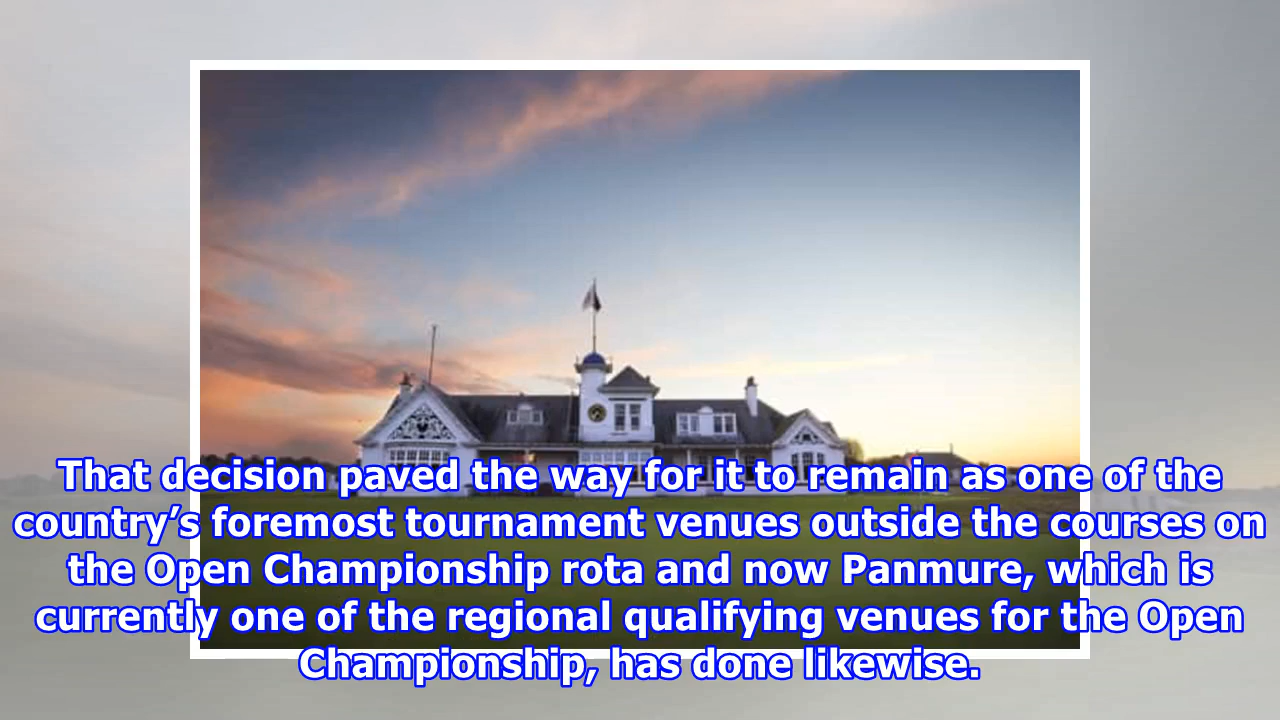 That decision paved the way for it to remain as one of the
country’s foremost tournament venues outside the courses on
the Open Championship rota and now Panmure, which is
currently one of the regional qualifying venues for the Open
Championship, has done likewise.